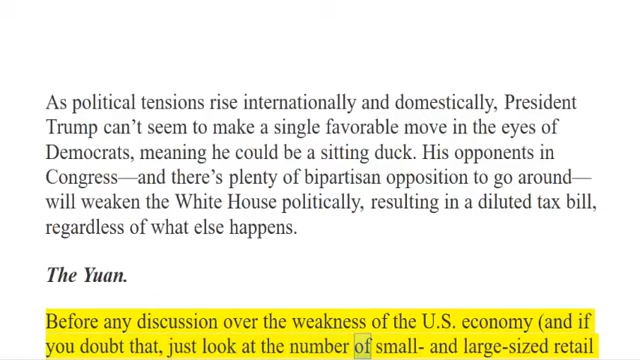 As political tensions rise internationally and domestically, President
Trump can’t seem to make a single favorable move in the eyes of
Democrats, meaning he could be a sitting duck. His opponents in
Congress—and there’s plenty of bipartisan opposition to go around—
will weaken the White House politically, resulting in a diluted tax bill,
regardless of what else happens.
The Yuan.
Before any discussion over the weakness of the U.S. economy (and if
you doubt that, just look at the number of small- and large-sized retail